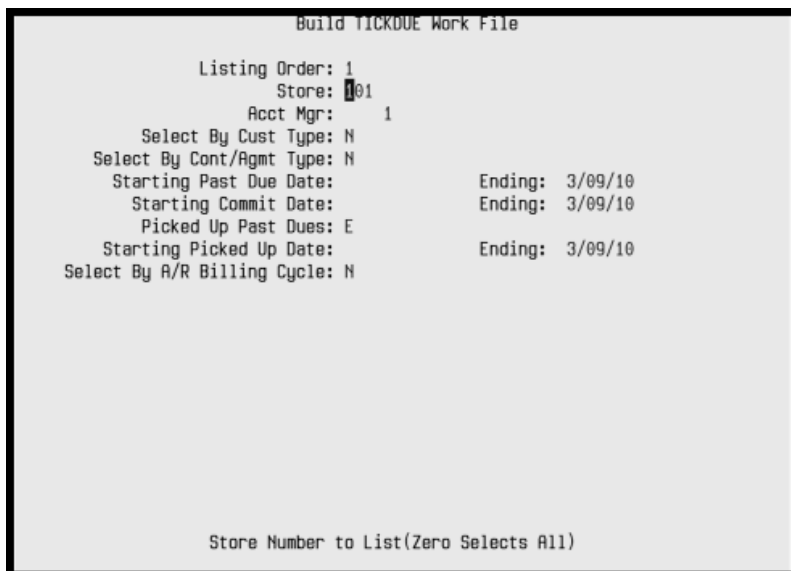 Build TICKDUE Work File
Listing Order: 1
Store: 101
Acct Mgr: 1
Select By Cust Type: N
Select By Cont/Agmt Type: N
Starting Past Due Date: Ending: 3/09/10
Starting Commit Date: Ending: 3/09/10
Picked Up Past Dues: E
Starting Picked Up Date: Ending: 3/09/10
Select By A/R Billing Cycle: N
Store Number to List(Zero Selects All)